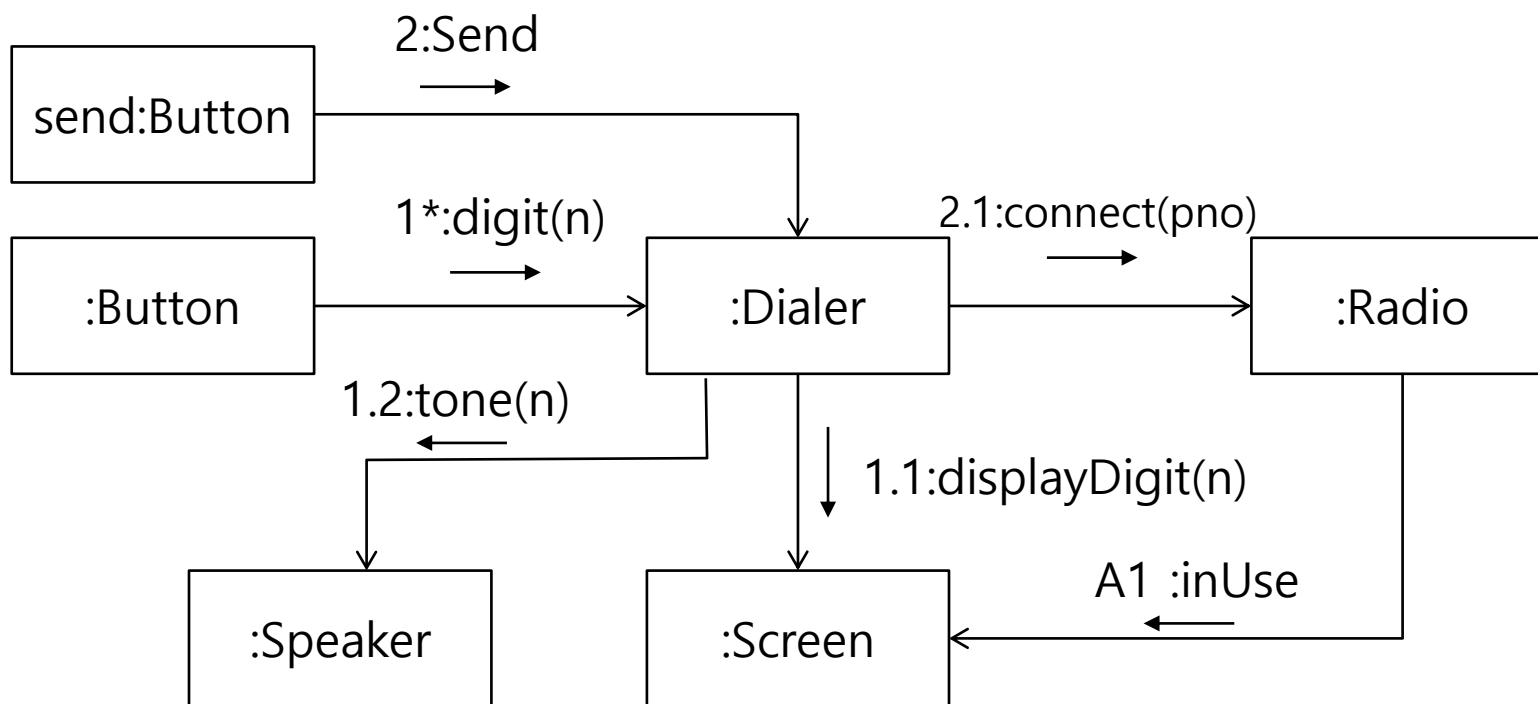 2:Send
send:Button
1*:digit(n)
2.1:connect(pno)
:Button
:Dialer
:Radio
1.2:tone(n)
1.1:displayDigit(n)
A1 :inUse
:Speaker
:Screen